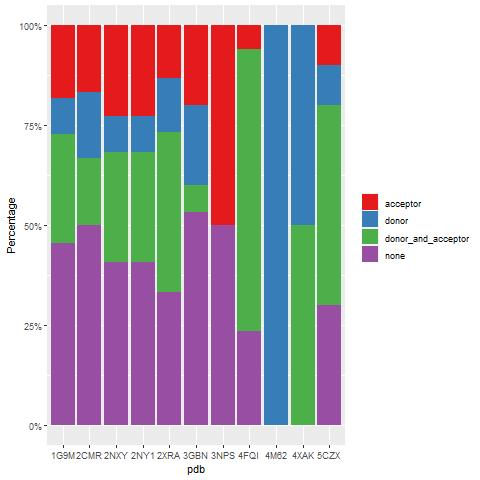 100%
75%
50%
25%
0%
Percentage
1G9M 2CMR 2NXY 2NY1 2XRA 3GBN 3NPS 4FQI 4M62 4XAK 5CZX
pdb
acceptor
donor
donor_and_acceptor
none